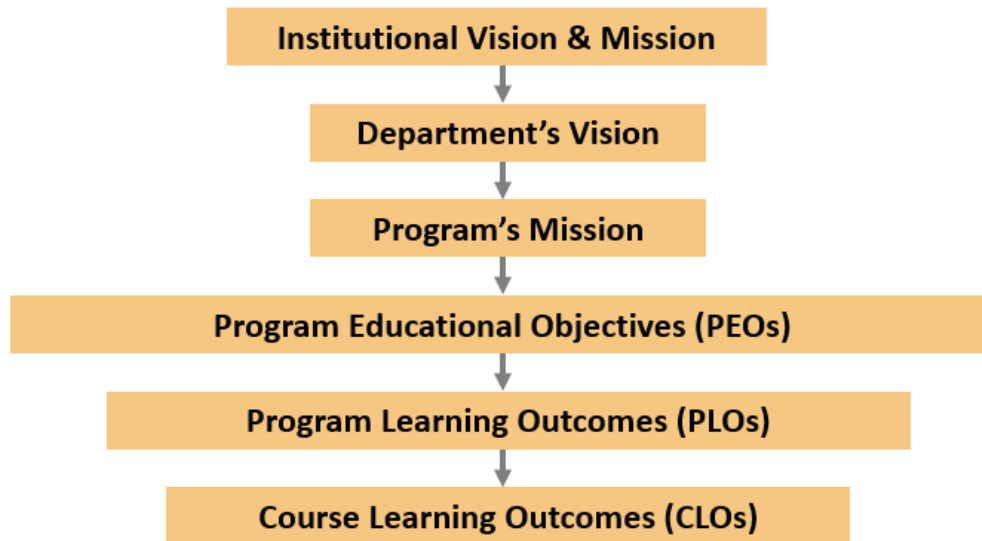 Institutional Vision & Mission
Department’s Vision
Program’s Mission
Program Educational Objectives (PEOs)
Program Learning Outcomes (PLOs)
Course Learning Outcomes (CLOs)